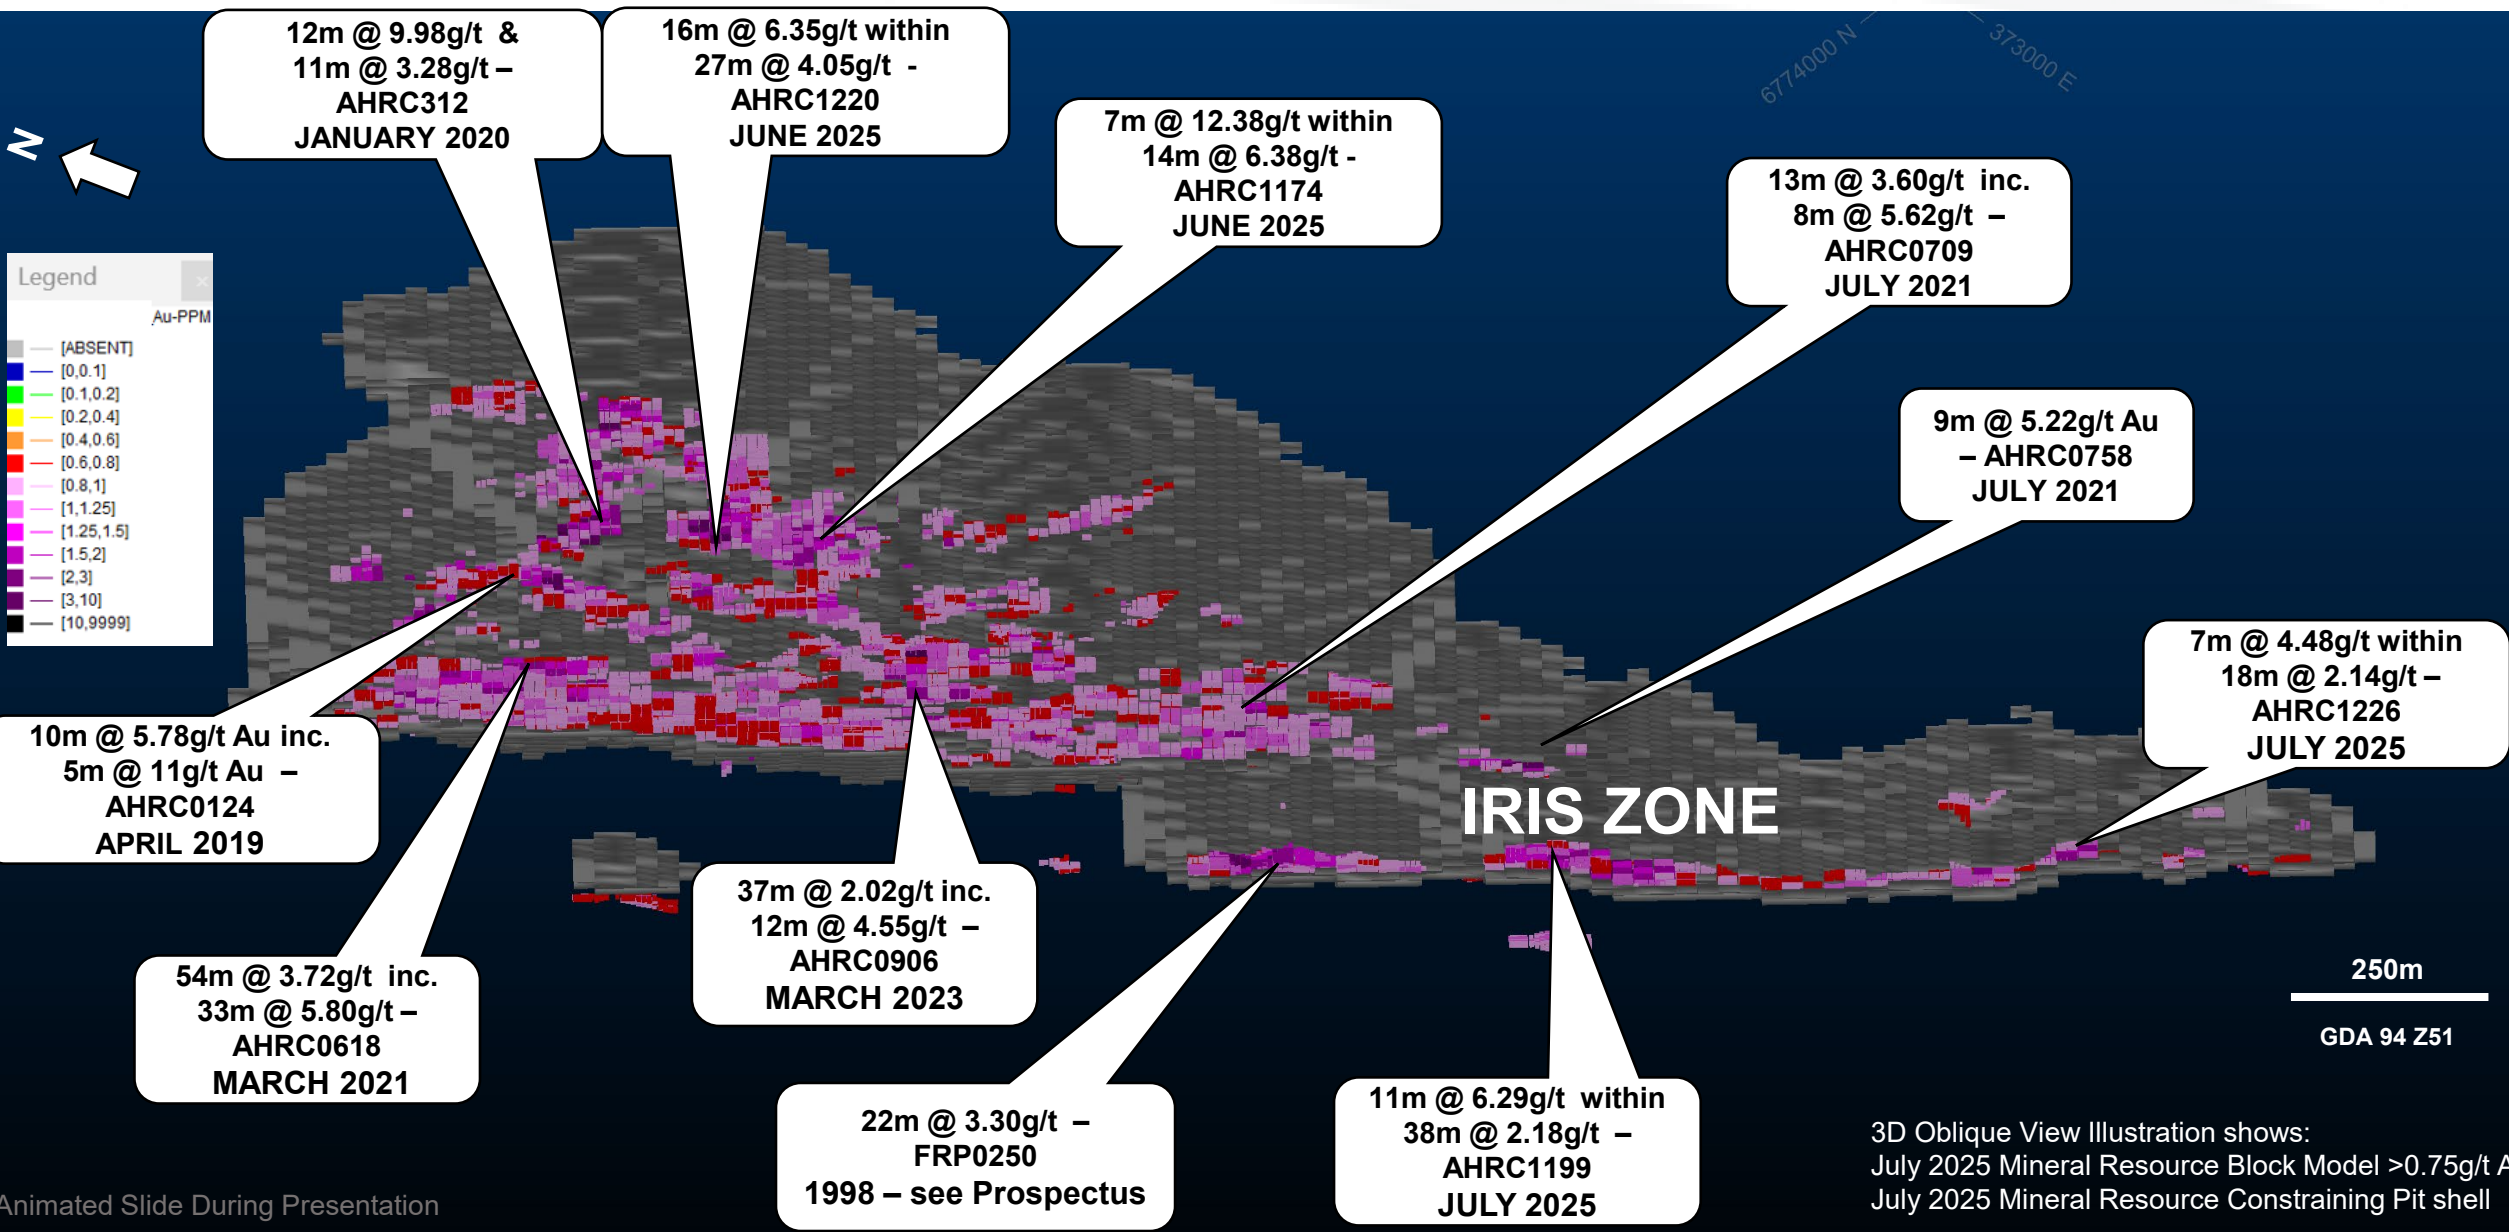 12m @ 9.98g/t &
11m @ 3.28g/t –
AHRC312
JANUARY 2020
16m @ 6.35g/t within
27m @ 4.05g/t -
AHRC1220
JUNE 2025
7m @ 12.38g/t within
14m @ 6.38g/t -
AHRC1174
JUNE 2025
6774000 N
373000 E
13m @ 3.60g/t inc.
8m @ 5.62g/t –
AHRC0709
JULY 2021
N
Legend
Au-PPM
[ABSENT]
[0,0.1]
[0.1,0.2]
[0.2,0.4]
[0.4,0.6]
[0.6,0.8]
[0.8,1]
[1,1.25]
[1.25,1.5]
[1.5,2]
[2,3]
[3,10]
[10,9999]
9m @ 5.22g/t Au
– AHRC0758
JULY 2021
7m @ 4.48g/t within
18m @ 2.14g/t –
AHRC1226
JULY 2025
10m @ 5.78g/t Au inc.
5m @ 11g/t Au –
AHRC0124
APRIL 2019
IRIS ZONE
37m @ 2.02g/t inc.
12m @ 4.55g/t –
AHRC0906
MARCH 2023
54m @ 3.72g/t inc.
33m @ 5.80g/t –
AHRC0618
MARCH 2021
250m
GDA 94 Z51
22m @ 3.30g/t –
FRP0250
1998 – see Prospectus
11m @ 6.29g/t within
38m @ 2.18g/t –
AHRC1199
JULY 2025
3D Oblique View Illustration shows:
July 2025 Mineral Resource Block Model >0.75g/t A
July 2025 Mineral Resource Constraining Pit shell
Animated Slide During Presentation